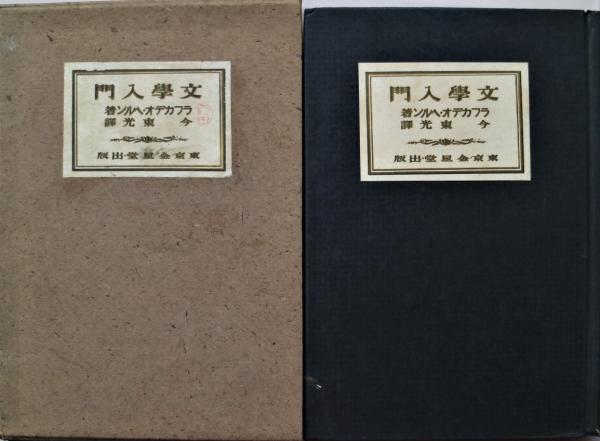 文學入門
ラフカデオ・ヘルン著
今東光譯
東京金星堂・出版
文學入門
ラフカデオ・ヘルン著
今東光譯
東京金星堂・出版